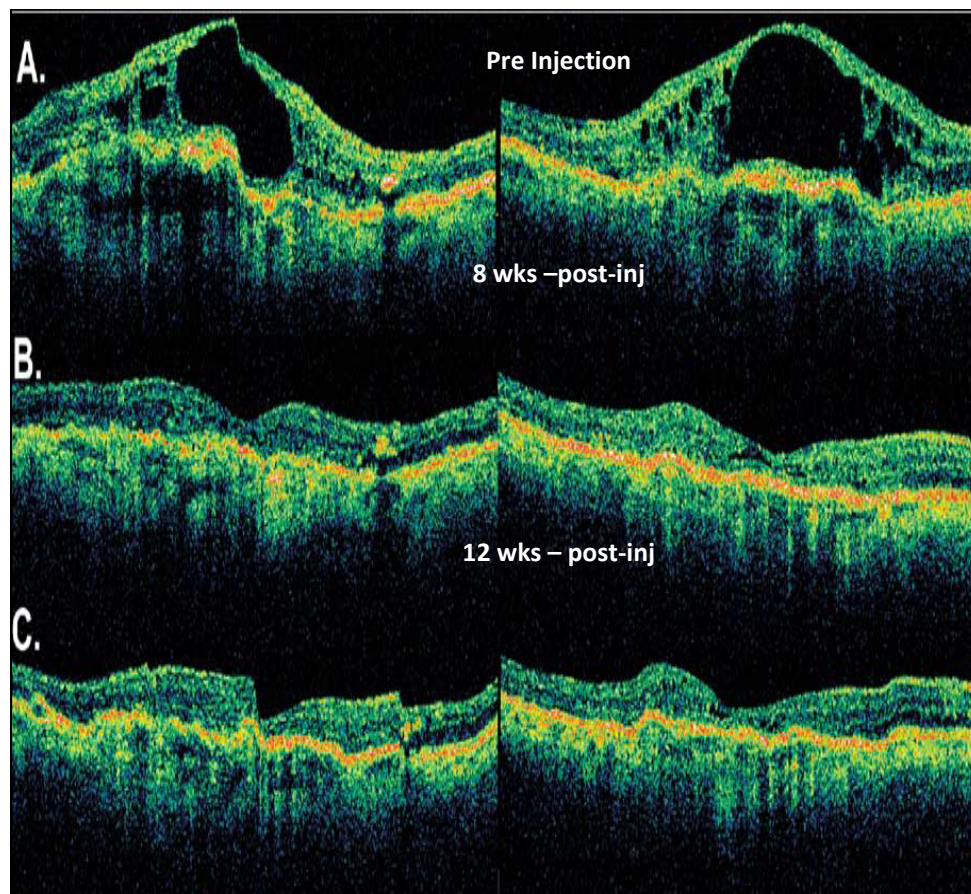 A.
Pre Injection
8 wks –post-inj
B.
12 wks – post-inj
C.